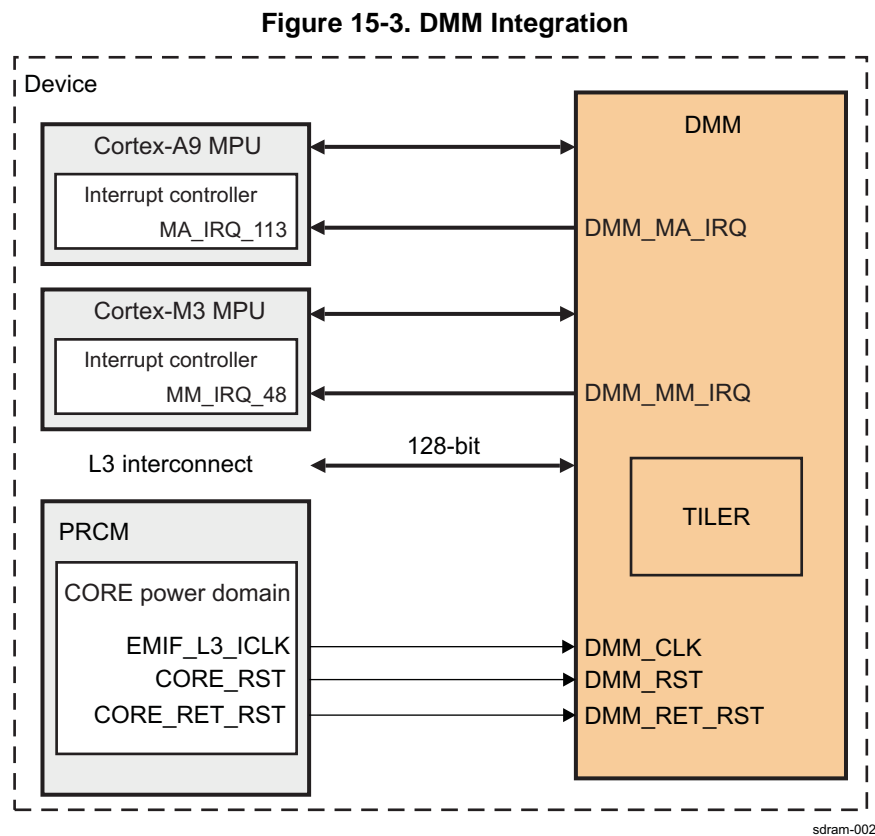 Figure 15-3. DMM Integration
Device
Cortex-A9 MPU
Interrupt controller
MA_IRQ_113
Cortex-M3 MPU
Interrupt controller
MM_IRQ_48
L3 interconnect
128-bit
PRCM
CORE power domain
EMIF_L3_ICLK
CORE_RST
CORE_RET_RST
DMM
DMM_MA_IRQ
DMM_MM_IRQ
TILER
DMM_CLK
DMM_RST
DMM_RET_RST
sdram-002